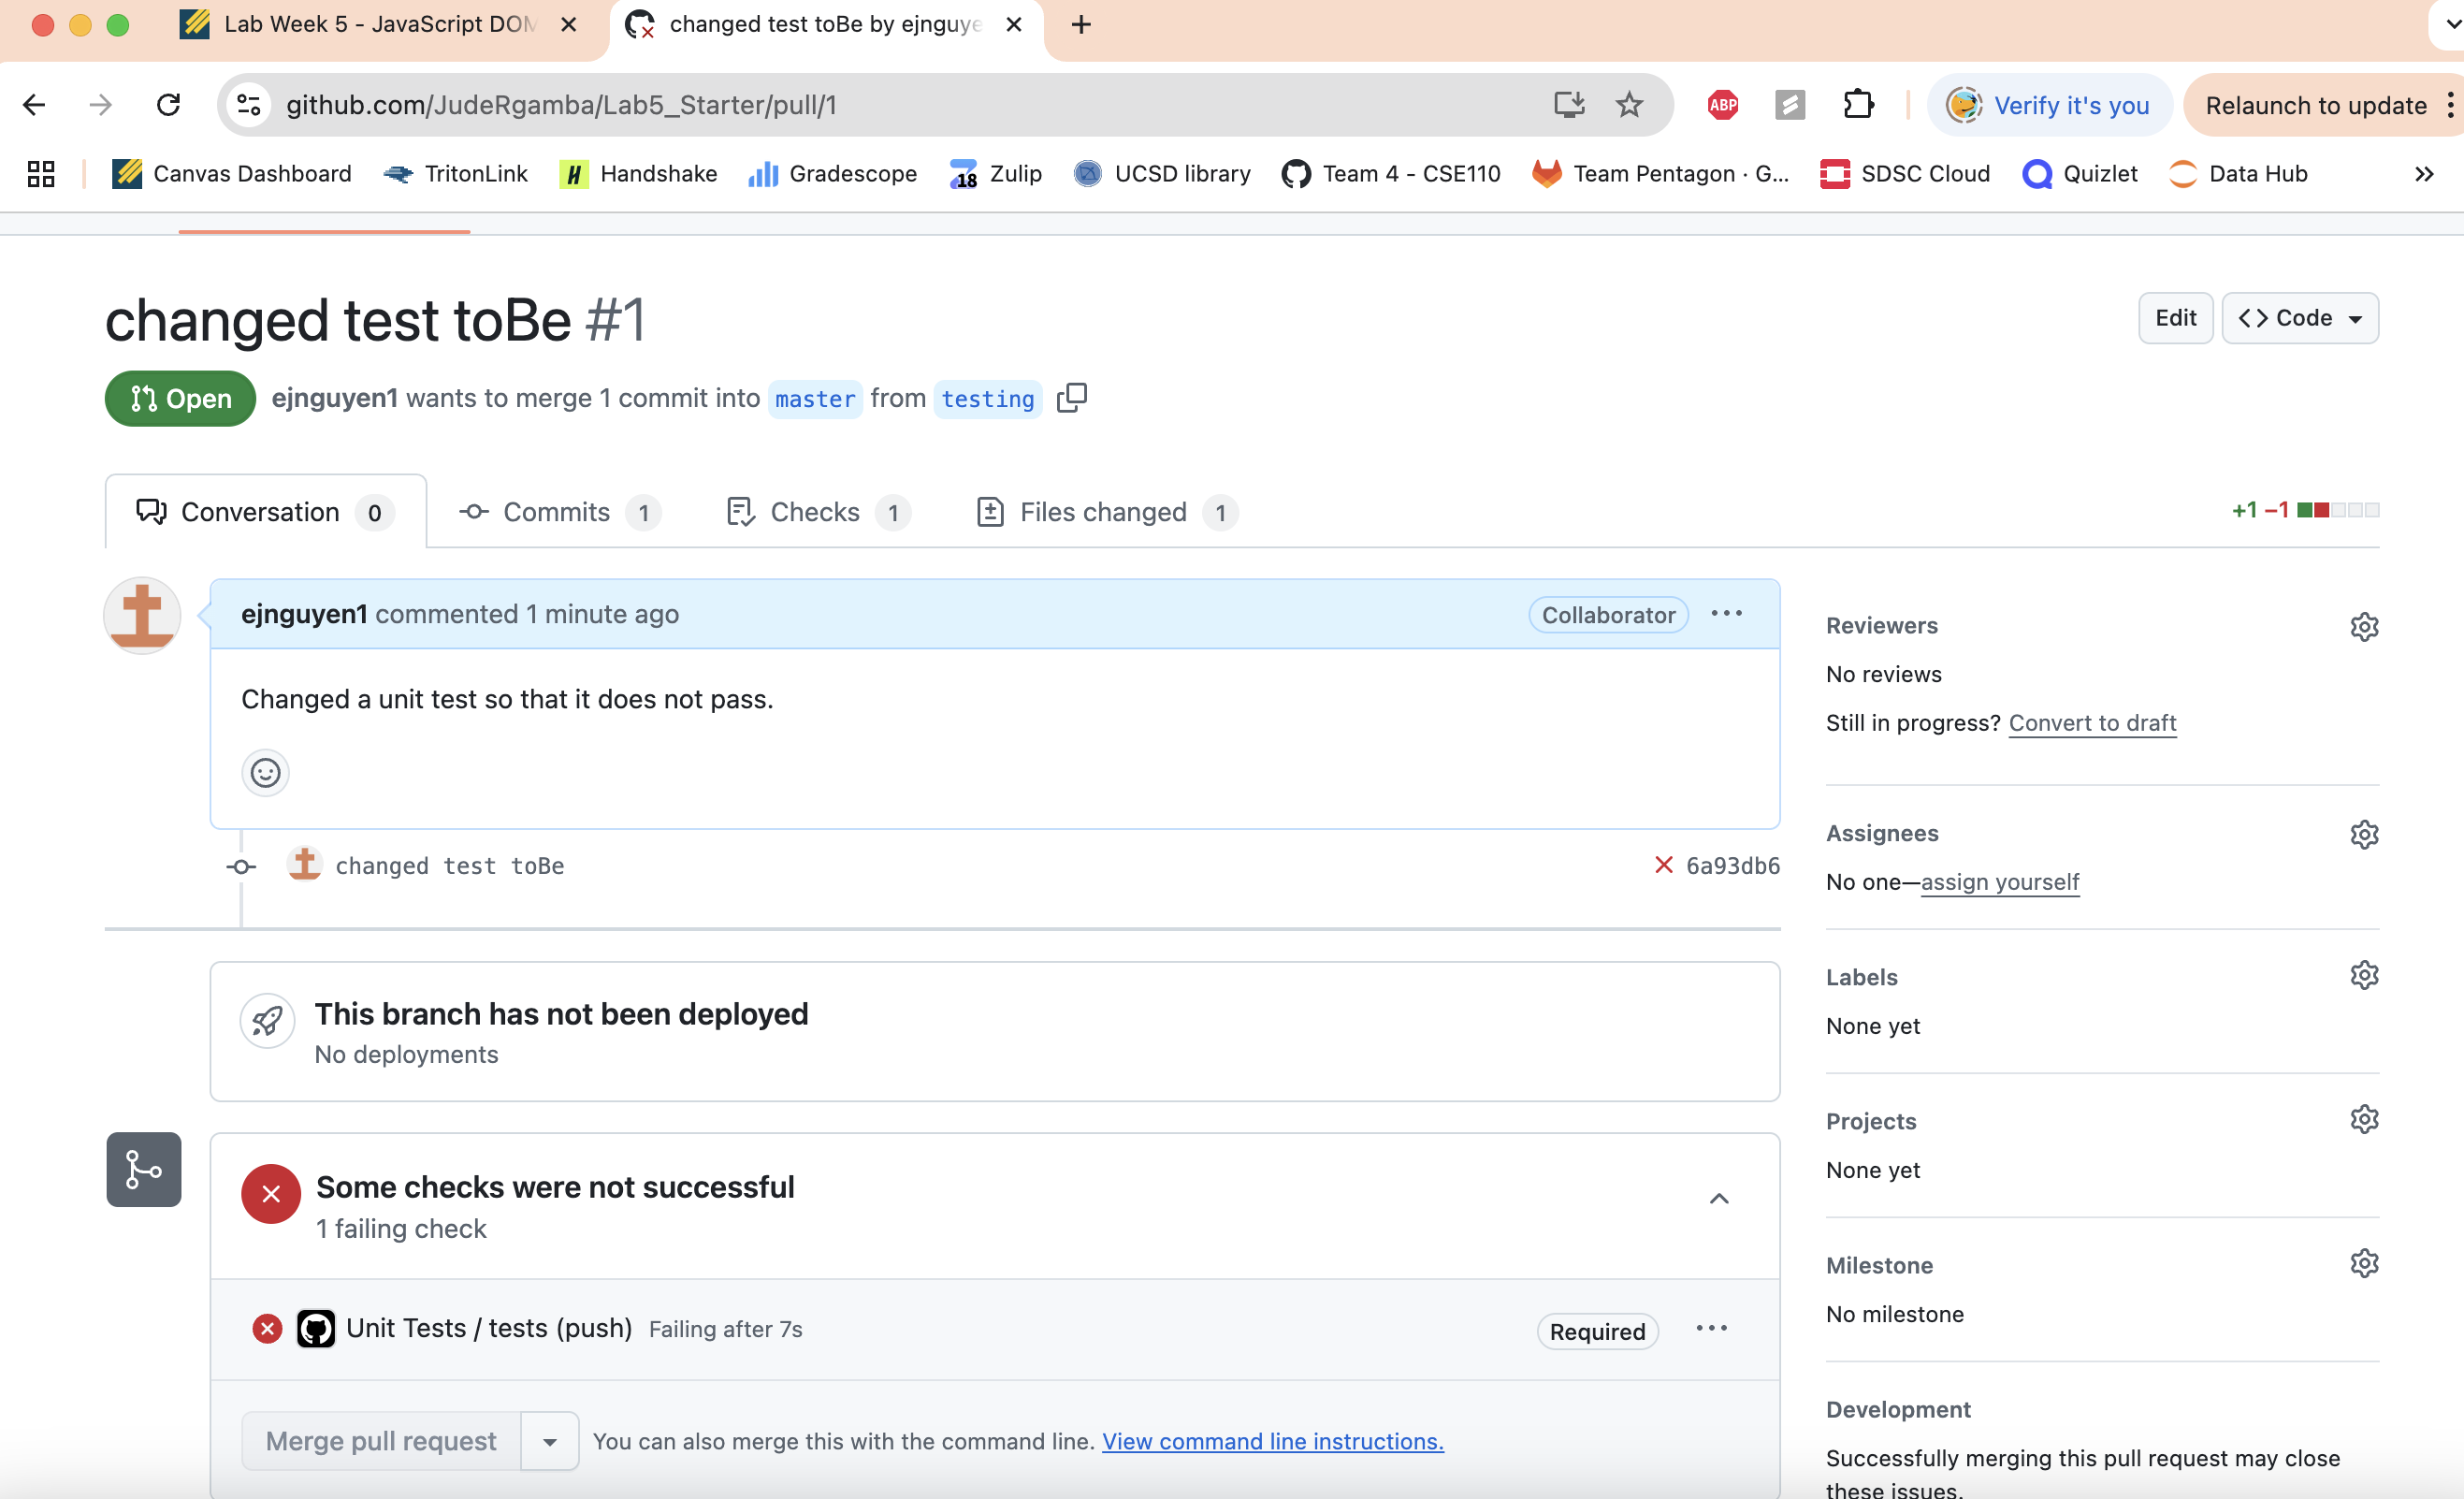 Lab Week 5 - JavaScript DOM
changed test toBe by ejnguye
github.com/JudeRgamba/Lab5_Starter/pull/1
ABP
Verify it's you
Relaunch to update
Canvas Dashboard
TritonLink
Handshake
Gradescope
18
Zulip
UCSD library
Team 4 - CSE110
Team Pentagon · G...
SDSC Cloud
Quizlet
Data Hub
changed test toBe #1
Edit
Code
Open
ejnguyen1 wants to merge 1 commit into master from testing
Conversation 0
Commits 1
Checks 1
Files changed 1
+1 −1
ejnguyen1 commented 1 minute ago
Collaborator
Changed a unit test so that it does not pass.
changed test toBe
6a93db6
This branch has not been deployed
No deployments
Some checks were not successful
1 failing check
Unit Tests / tests (push) Failing after 7s
Required
Merge pull request
You can also merge this with the command line. View command line instructions.
Reviewers
No reviews
Still in progress? Convert to draft
Assignees
No one—assign yourself
Labels
None yet
Projects
None yet
Milestone
No milestone
Development
Successfully merging this pull request may close
these issues.